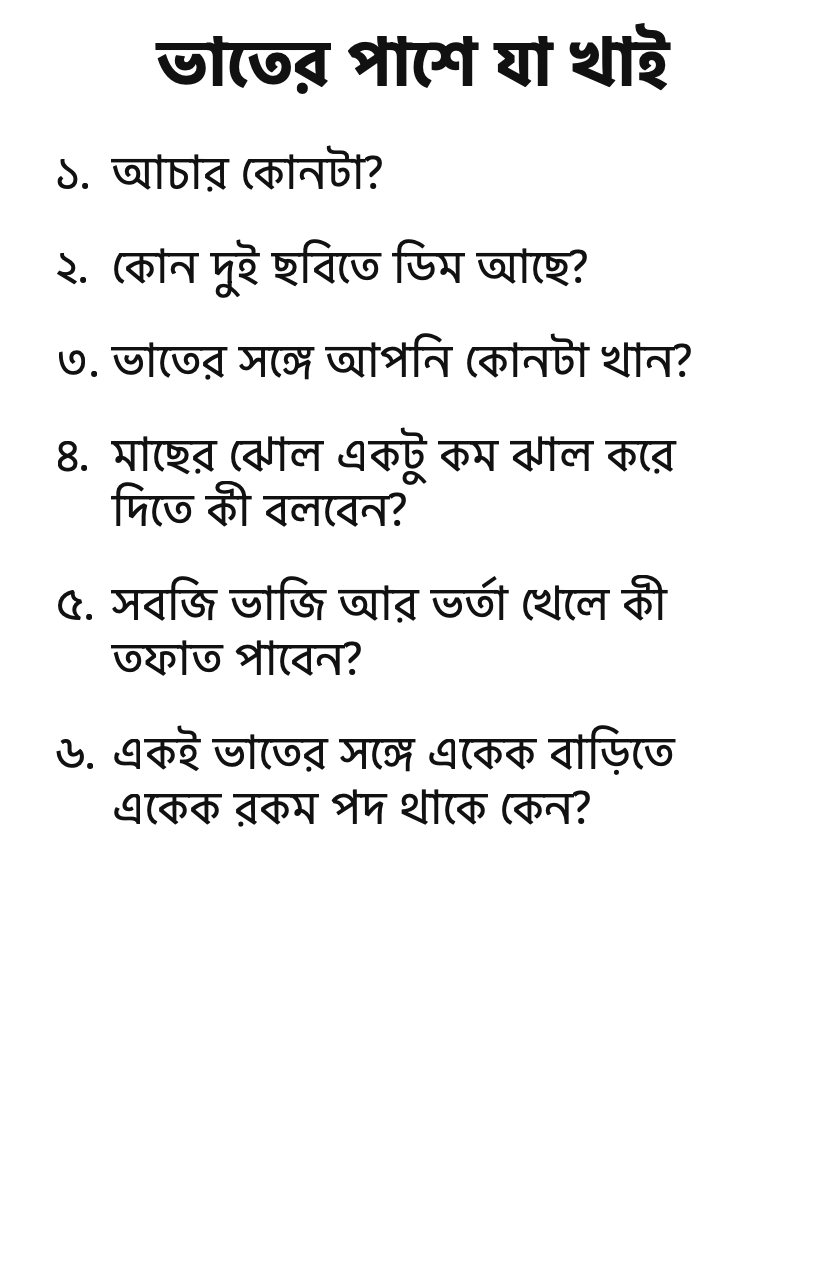 ভাতের পাশে যা খাই
১. আচার কোনটা?
২. কোন দুই ছবিতে ডিম আছে?
৩. ভাতের সঙ্গে আপনি কোনটা খান?
৪. মাছের ঝোল একটু কম ঝাল করে
দিতে কী বলবেন?
৫. সবজি ভাজি আর ভর্তা খেলে কী
তফাত পাবেন?
৬. একই ভাতের সঙ্গে একেক বাড়িতে
একেক রকম পদ থাকে কেন?